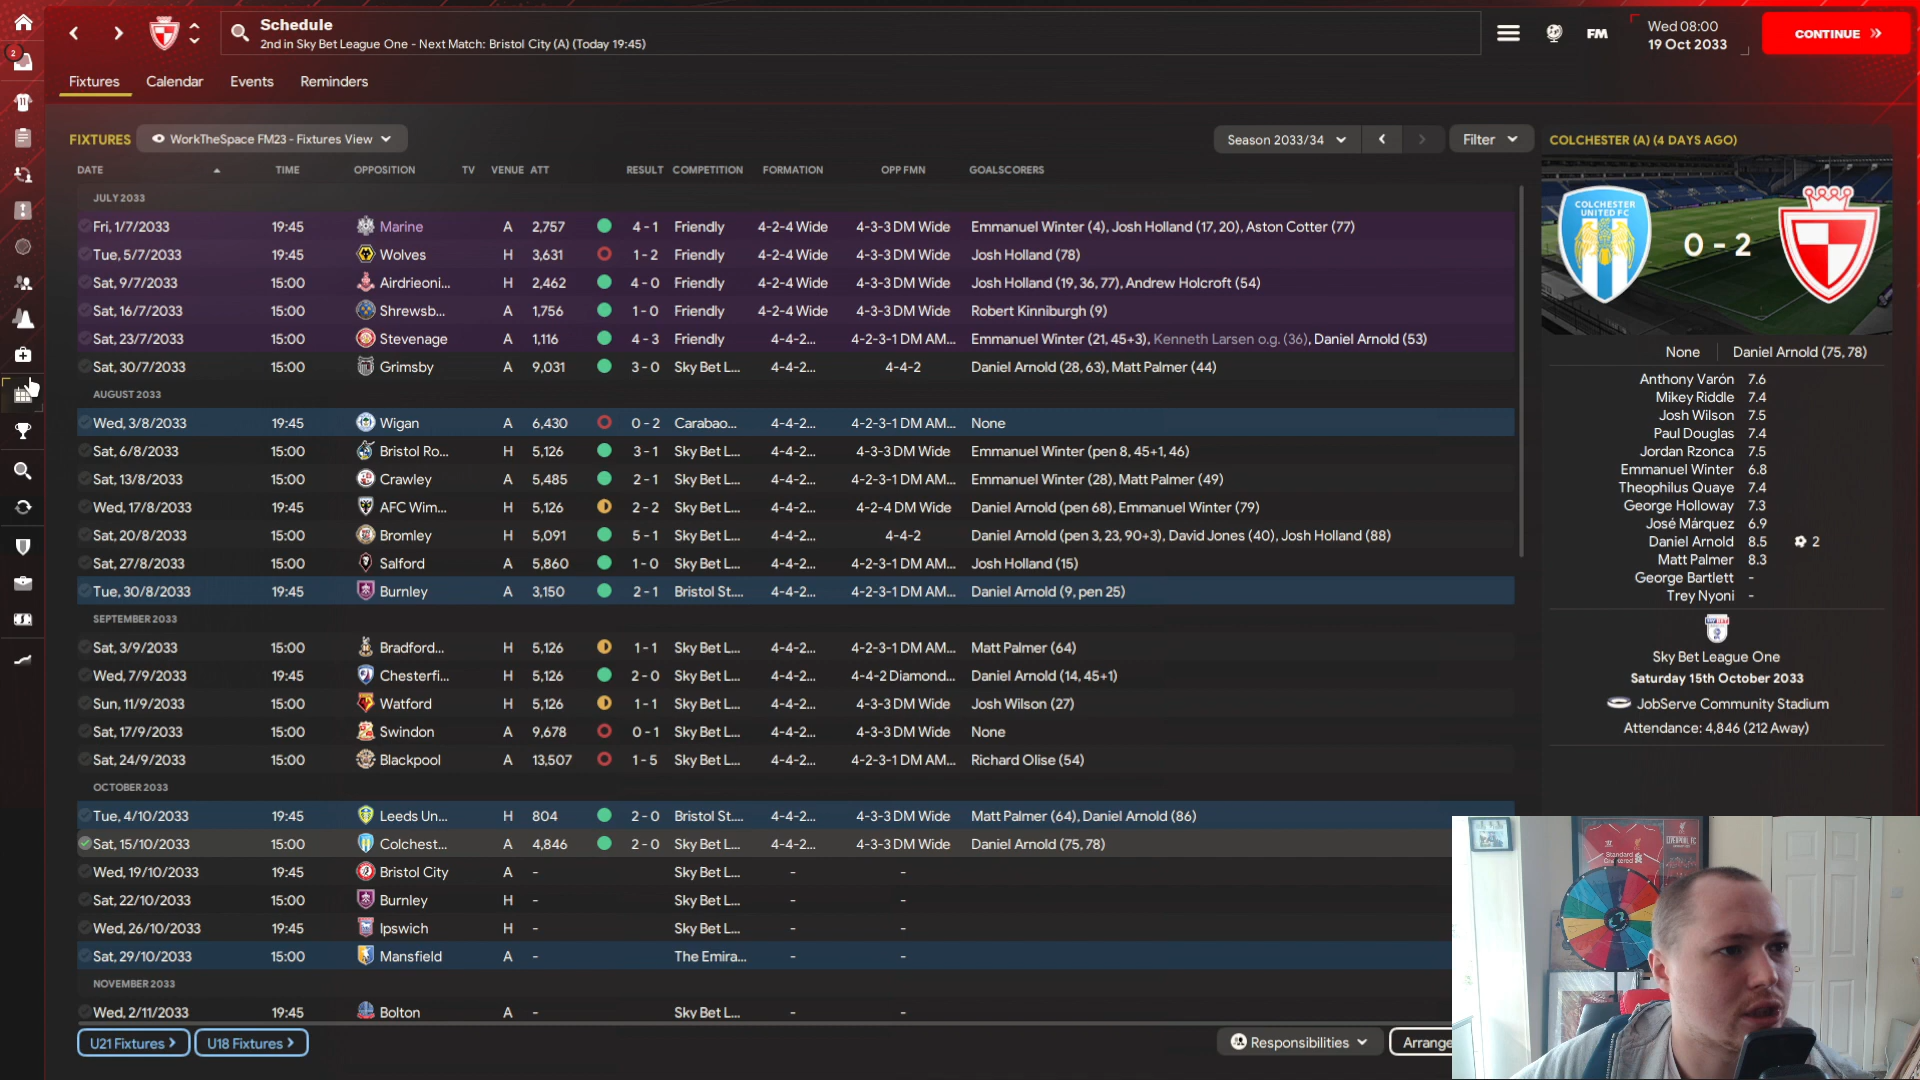 Schedule
2nd in Sky Bet League One - Next Match: Bristol City (A) (Today 19:45)
FM
Wed 08:00
19 Oct 2033
CONTINUE
2
Fixtures Calendar Events Reminders
FIXTURES WorkTheSpace FM23 - Fixtures View Season 2033/34 Filter
COLCHESTER (A) (4 DAYS AGO)
DATE TIME OPPOSITION TV VENUE ATT RESULT COMPETITION FORMATION OPP FMN GOALSCORERS
JULY 2033
Fri, 1/7/2033 19:45 Marine A 2,757 4 - 1 Friendly 4-2-4 Wide 4-3-3 DM Wide Emmanuel Winter (4), Josh Holland (17, 20), Aston Cotter (77)
Tue, 5/7/2033 19:45 Wolves H 3,631 1 - 2 Friendly 4-2-4 Wide 4-3-3 DM Wide Josh Holland (78)
Sat, 9/7/2033 15:00 Airdrieoni... H 2,462 4 - 0 Friendly 4-2-4 Wide 4-3-3 DM Wide Josh Holland (19, 36, 77), Andrew Holcroft (54)
Sat, 16/7/2033 15:00 Shrewsb... A 1,756 1 - 0 Friendly 4-2-4 Wide 4-3-3 DM Wide Robert Kinniburgh (9)
Sat, 23/7/2033 15:00 Stevenage A 1,116 4 - 3 Friendly 4-4-2... 4-2-3-1 DM AM... Emmanuel Winter (21, 45+3), Kenneth Larsen o.g. (36), Daniel Arnold (53)
Sat, 30/7/2033 15:00 Grimsby A 9,031 3 - 0 Sky Bet L... 4-4-2... 4-4-2 Daniel Arnold (28, 63), Matt Palmer (44)
AUGUST 2033
Wed, 3/8/2033 19:45 Wigan A 6,430 0 - 2 Carabao... 4-4-2... 4-2-3-1 DM AM... None
Sat, 6/8/2033 15:00 Bristol Ro... H 5,126 3 - 1 Sky Bet L... 4-4-2... 4-3-3 DM Wide Emmanuel Winter (pen 8, 45+1, 46)
Sat, 13/8/2033 15:00 Crawley A 5,485 2 - 1 Sky Bet L... 4-4-2... 4-2-3-1 DM AM... Emmanuel Winter (28), Matt Palmer (49)
Wed, 17/8/2033 19:45 AFC Wim... H 5,126 2 - 2 Sky Bet L... 4-4-2... 4-2-4 DM Wide Daniel Arnold (pen 68), Emmanuel Winter (79)
Sat, 20/8/2033 15:00 Bromley H 5,091 5 - 1 Sky Bet L... 4-4-2... 4-4-2 Daniel Arnold (pen 3, 23, 90+3), David Jones (40), Josh Holland (88)
Sat, 27/8/2033 15:00 Salford A 5,860 1 - 0 Sky Bet L... 4-4-2... 4-2-3-1 DM AM... Josh Holland (15)
Tue, 30/8/2033 19:45 Burnley A 3,150 2 - 1 Bristol St.... 4-4-2... 4-2-3-1 DM AM... Daniel Arnold (9, pen 25)
SEPTEMBER 2033
Sat, 3/9/2033 15:00 Bradford... H 5,126 1 - 1 Sky Bet L... 4-4-2... 4-2-3-1 DM AM... Matt Palmer (64)
Wed, 7/9/2033 19:45 Chesterfi... H 5,126 2 - 0 Sky Bet L... 4-4-2... 4-4-2 Diamond... Daniel Arnold (14, 45+1)
Sun, 11/9/2033 15:00 Watford H 5,126 1 - 1 Sky Bet L... 4-4-2... 4-3-3 DM Wide Josh Wilson (27)
Sat, 17/9/2033 15:00 Swindon A 9,678 0 - 1 Sky Bet L... 4-4-2... 4-3-3 DM Wide None
Sat, 24/9/2033 15:00 Blackpool A 13,507 1 - 5 Sky Bet L... 4-4-2... 4-2-3-1 DM AM... Richard Olise (54)
OCTOBER 2033
Tue, 4/10/2033 19:45 Leeds Un... H 804 2 - 0 Bristol St.... 4-4-2... 4-3-3 DM Wide Matt Palmer (64), Daniel Arnold (86)
Sat, 15/10/2033 15:00 Colchest... A 4,846 2 - 0 Sky Bet L... 4-4-2... 4-3-3 DM Wide Daniel Arnold (75, 78)
Wed, 19/10/2033 19:45 Bristol City A - Sky Bet L... - -
Sat, 22/10/2033 15:00 Burnley H - Sky Bet L... - -
Wed, 26/10/2033 19:45 Ipswich H - Sky Bet L... - -
Sat, 29/10/2033 15:00 Mansfield A - The Emira... - -
NOVEMBER 2033
Wed, 2/11/2033 19:45 Bolton A - Sky Bet L... - -
U21 Fixtures U18 Fixtures Responsibilities Arrange
COLCHESTER
UNITED FC
0 - 2
None Daniel Arnold (75, 78)
Anthony Varón 7.6
Mikey Riddle 7.4
Josh Wilson 7.5
Paul Douglas 7.4
Jordan Rzonca 7.5
Emmanuel Winter 6.8
Theophilus Quaye 7.4
George Holloway 7.3
José Márquez 6.9
Daniel Arnold 8.5 2
Matt Palmer 8.3
George Bartlett -
Trey Nyoni -
Sky Bet League One
Saturday 15th October 2033
JobServe Community Stadium
Attendance: 4,846 (212 Away)
Standard
Chartered
LIVERPOOL FC